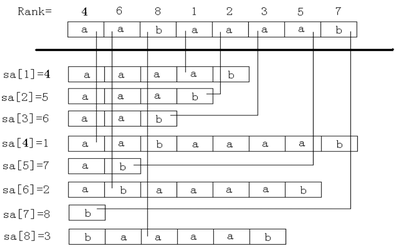 Rank= 4 6 8 1 2 3 5 7
a a b a a a a b
sa[1]=4 a a a a b
sa[2]=5 a a a b
sa[3]=6 a a b
sa[4]=1 a a b a a a a b
sa[5]=7 a b
sa[6]=2 a b a a a a b
sa[7]=8 b
sa[8]=3 b a a a a b